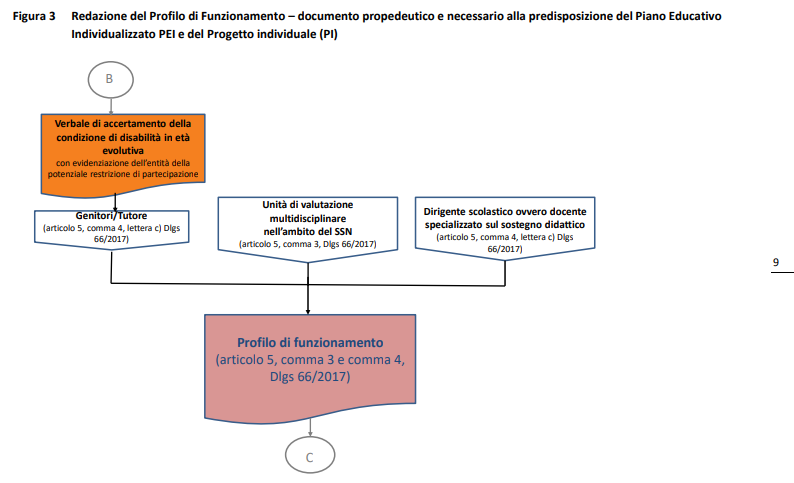 Figura 3 Redazione del Profilo di Funzionamento – documento propedeutico e necessario alla predisposizione del Piano Educativo
Individualizzato PEI e del Progetto individuale (PI)
B
Verbale di accertamento della
condizione di disabilità in età
evolutiva
con evidenziazione dell'entità della
potenziale restrizione di partecipazione
Genitori/Tutore
(articolo 5, comma 4, lettera c) Dlgs
66/2017)
Unità di valutazione
multidisciplinare
nell'ambito del SSN
(articolo 5, comma 3, Dlgs 66/2017)
Dirigente scolastico ovvero docente
specializzato sul sostegno didattico
(articolo 5, comma 4, lettera c) Dlgs
66/2017)
9
Profilo di funzionamento
(articolo 5, comma 3 e comma 4,
Dlgs 66/2017)
C